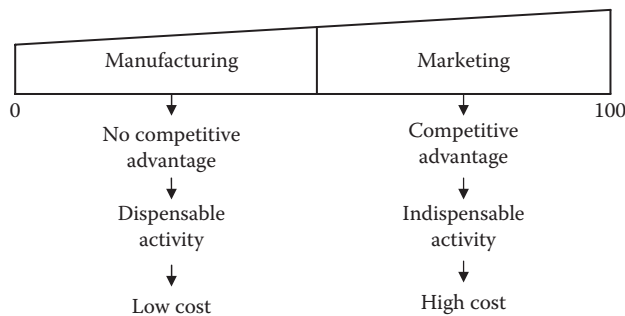 Manufacturing
Marketing
0
100
No competitive
advantage
Competitive
advantage
Dispensable
activity
Indispensable
activity
Low cost
High cost